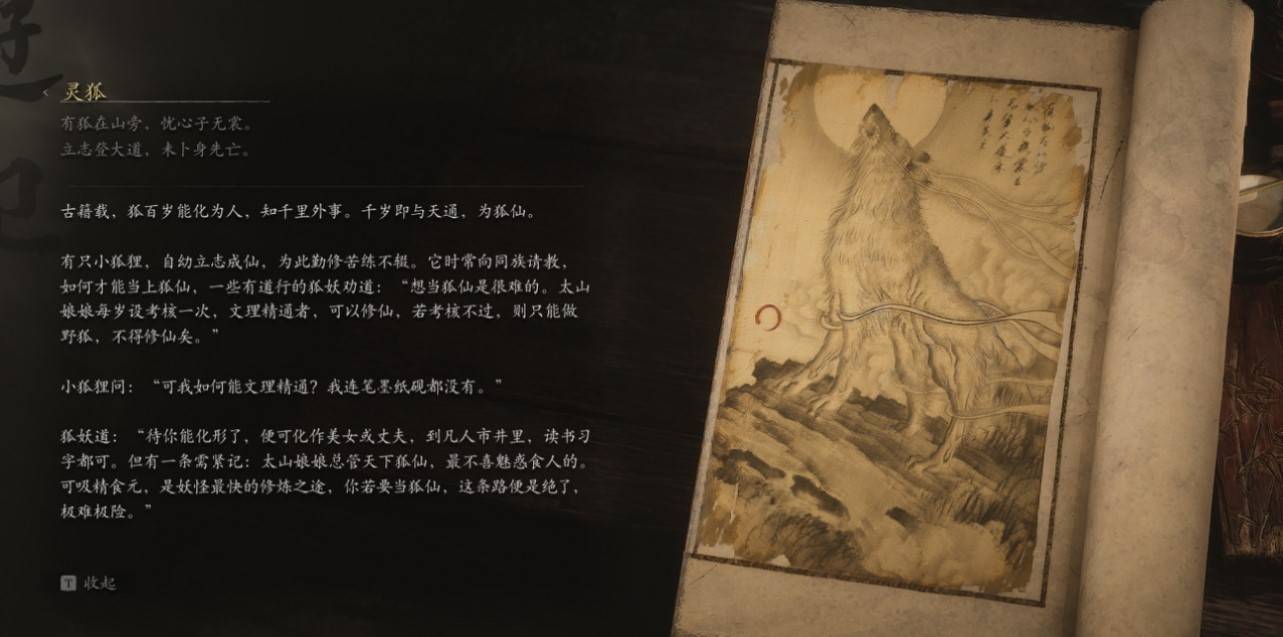 灵狐
有狐在山旁，忧心子无裳。
立志登大道，未卜身先亡。
古籍载，狐百岁能化为人，知千里外事。千岁即与天通，为狐仙。
有只小狐狸，自幼立志成仙，为此勤修苦练不辍。它时常向同族请教，
如何才能当上狐仙，一些有道行的狐妖劝道：“想当狐仙是很难的。太山
娘娘每岁设考核一次，文理精通者，可以修仙，若考核不过，则只能做
野狐，不得修仙矣。”
小狐狸问：“可我如何能文理精通？我连笔墨纸砚都没有。”
狐妖道：“待你能化形了，便可化作美女或丈夫，到凡人市井里，读书习
字都可。但有一条需紧记：太山娘娘总管天下狐仙，最不喜魅惑食人的。
可吸精食元，是妖怪最快的修炼之途，你若要当狐仙，这条路便是绝了，
极难极险。”
T 收起